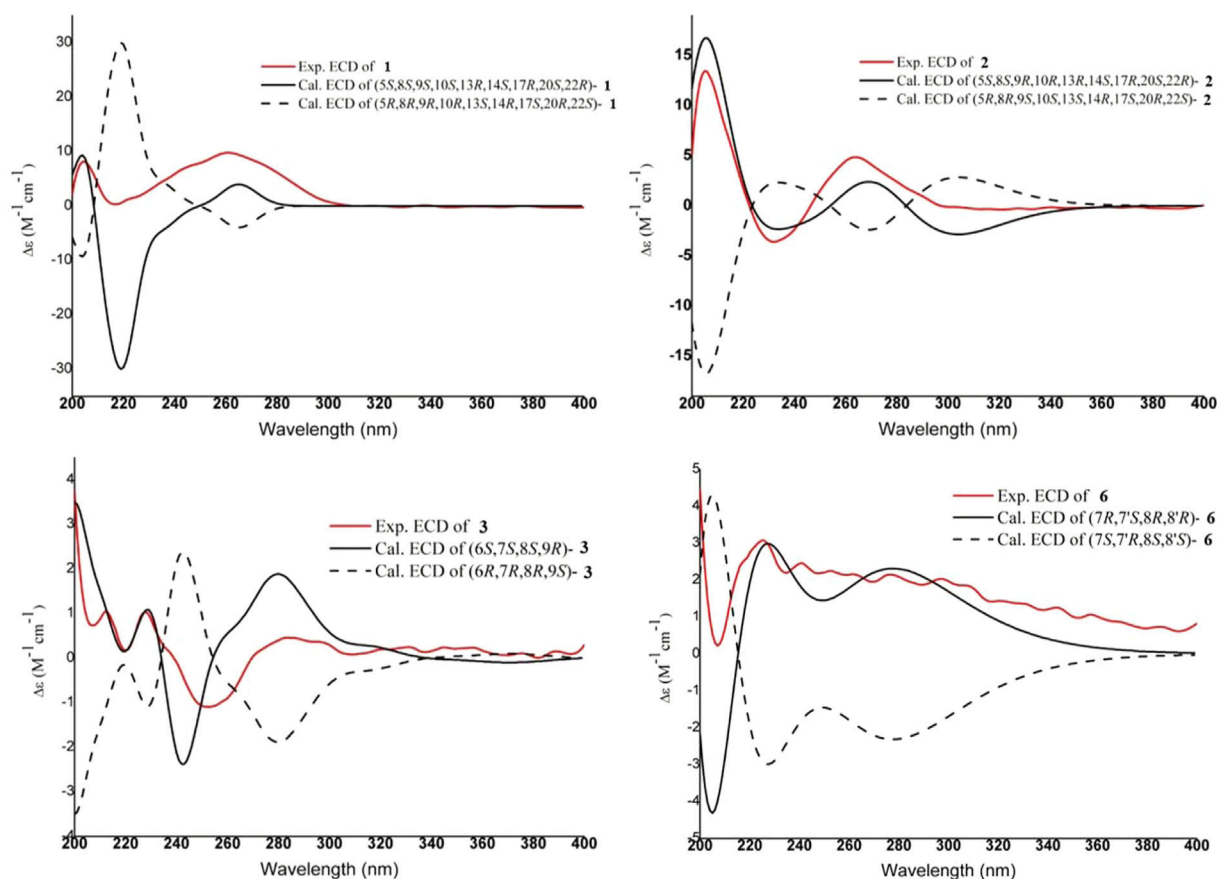 30
20
10
0
-10
-20
-30
Δε (M⁻¹ cm⁻¹)
Exp. ECD of 1
Cal. ECD of (5S,8S,9S,10S,13R,14S,17R,20S,22R)- 1
Cal. ECD of (5R,8R,9R,10R,13S,14R,17S,20R,22S)- 1
200 220 240 260 280 300 320 340 360 380 400
Wavelength (nm)
15
10
5
0
-5
-10
-15
Δε (M⁻¹ cm⁻¹)
Exp. ECD of 2
Cal. ECD of (5S,8S,9R,10R,13R,14S,17R,20S,22R)- 2
Cal. ECD of (5R,8R,9S,10S,13S,14R,17S,20R,22S)- 2
200 220 240 260 280 300 320 340 360 380 400
Wavelength (nm)
4
3
2
1
0
-1
-2
-3
-4
Δε (M⁻¹ cm⁻¹)
Exp. ECD of 3
Cal. ECD of (6S,7S,8S,9R)- 3
Cal. ECD of (6R,7R,8R,9S)- 3
200 220 240 260 280 300 320 340 360 380 400
Wavelength (nm)
5
4
3
2
1
0
-1
-2
-3
-4
-5
Δε (M⁻¹ cm⁻¹)
Exp. ECD of 6
Cal. ECD of (7R,7'S,8R,8'R)- 6
Cal. ECD of (7S,7'R,8S,8'S)- 6
200 220 240 260 280 300 320 340 360 380 400
Wavelength (nm)